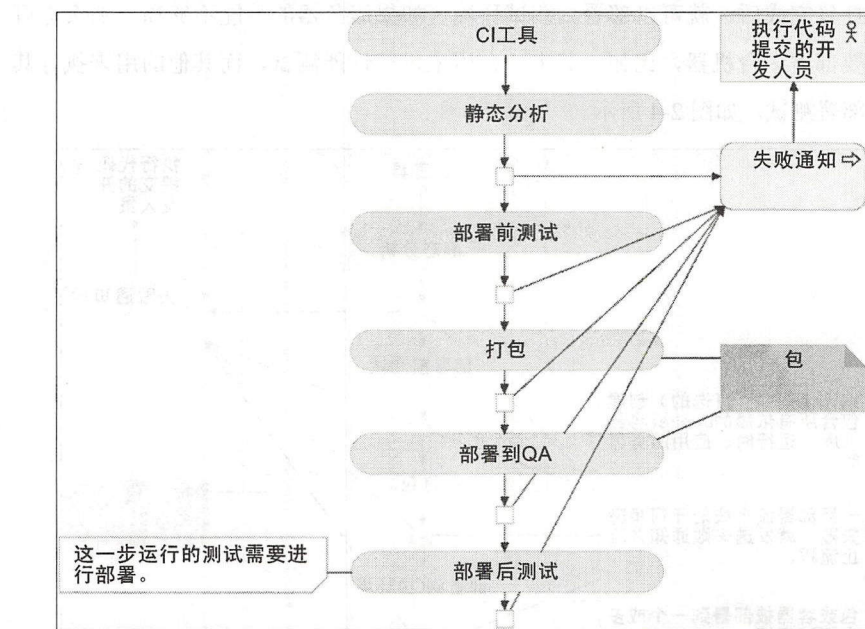 CI工具
执行代码
提交的开
发人员
静态分析
失败通知
部署前测试
打包
包
部署到QA
这一步运行的测试需要进
行部署。
部署后测试